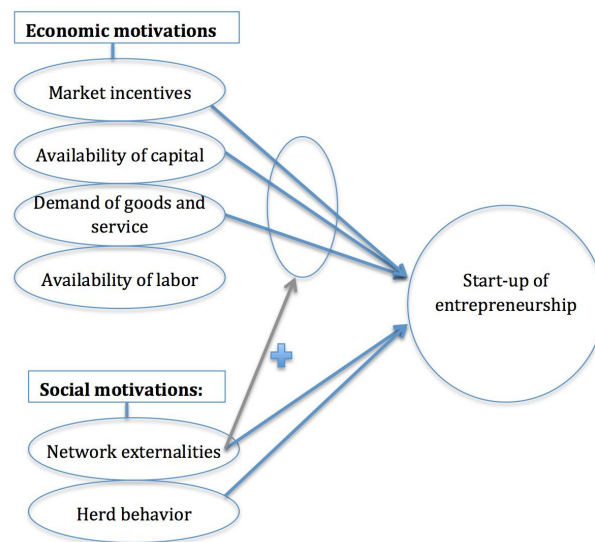 Economic motivations
Market incentives
Availability of capital
Demand of goods and
service
Availability of labor
Start-up of
entrepreneurship
Social motivations:
Network externalities
Herd behavior